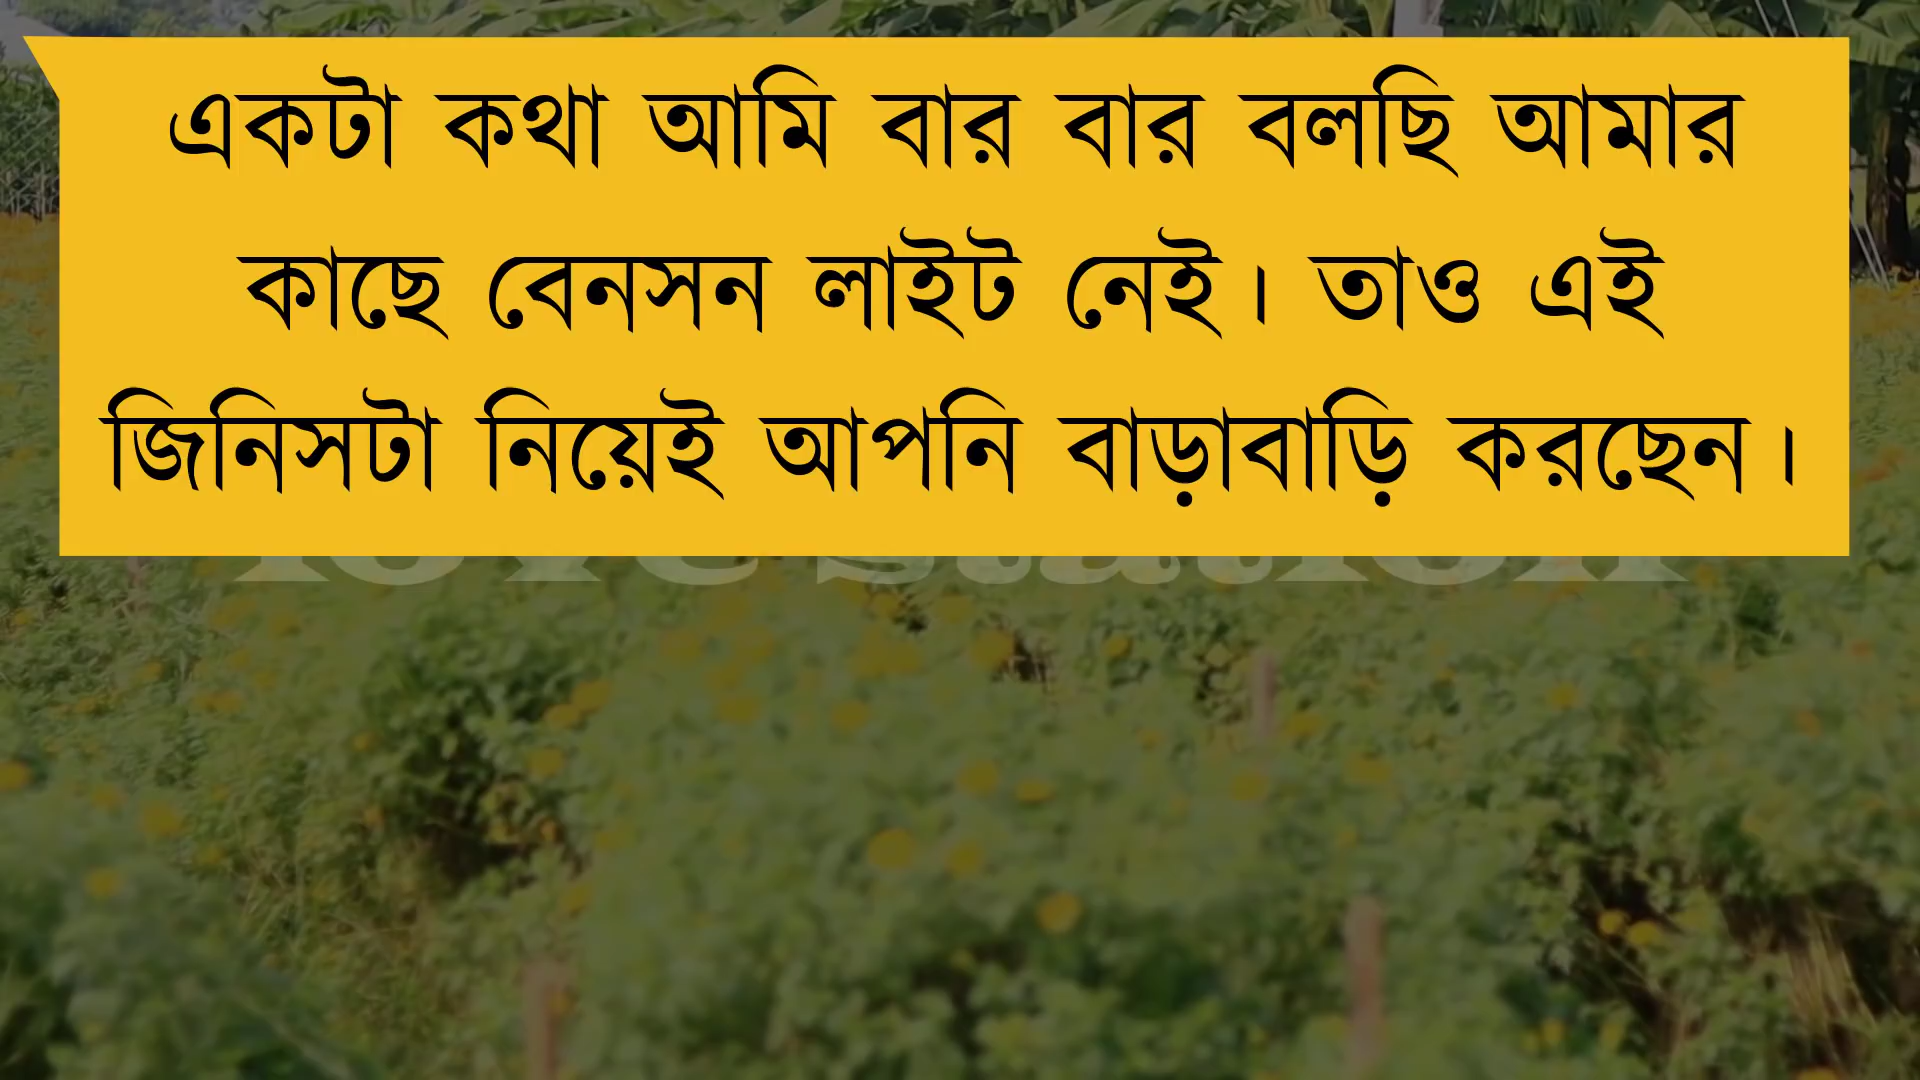 একটা কথা আমি বার বার বলছি আমার
কাছে বেনসন লাইট নেই। তাও এই
জিনিসটা নিয়েই আপনি বাড়াবাড়ি করছেন।